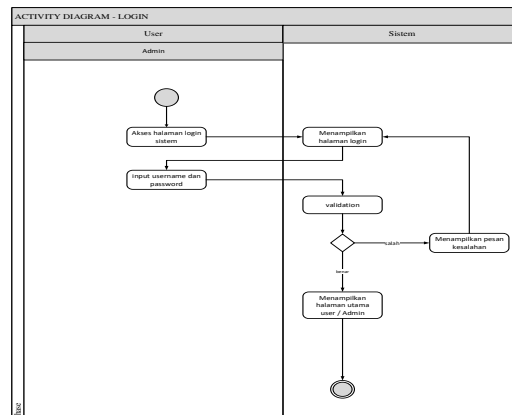 ACTIVITY DIAGRAM - LOGIN
User
Sistem
Admin
Akses halaman login
sistem
Menampilkan
halaman login
input username dan
password
validation
salah
Menampilkan pesan
kesalahan
benar
Menampilkan
halaman utama
user / Admin